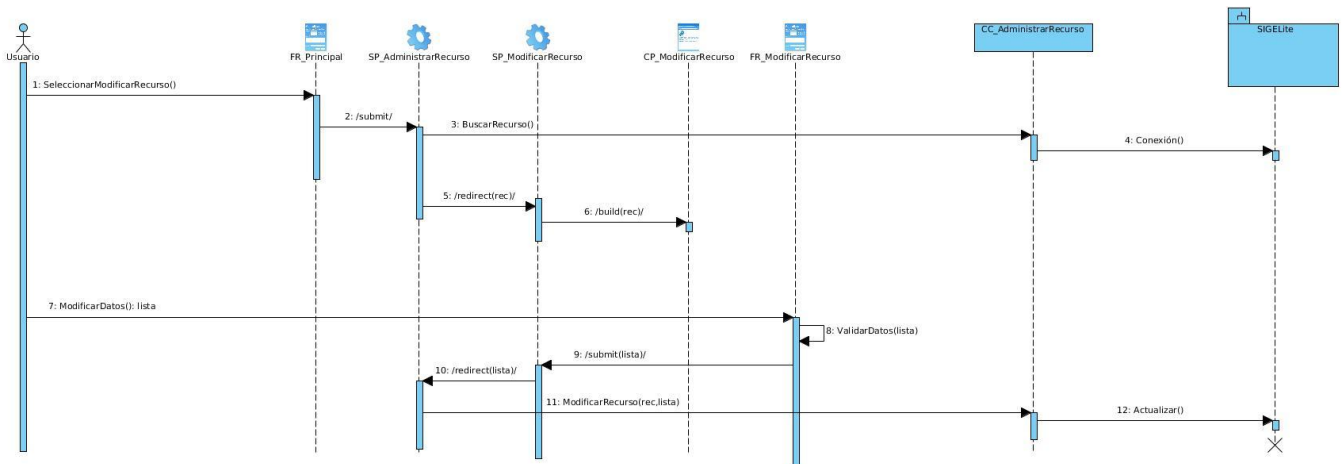 Usuario
FR_Principal
SP_AdministrarRecurso
SP_ModificarRecurso
CP_ModificarRecurso
FR_ModificarRecurso
CC_AdministrarRecurso
SIGELite
1: SeleccionarModificarRecurso()
2: /submit/
3: BuscarRecurso()
4: Conexión()
5: /redirect(rec)/
6: /build(rec)/
7: ModificarDatos(): lista
8: ValidarDatos(lista)
9: /submit(lista)/
10: /redirect(lista)/
11: ModificarRecurso(rec,lista)
12: Actualizar()